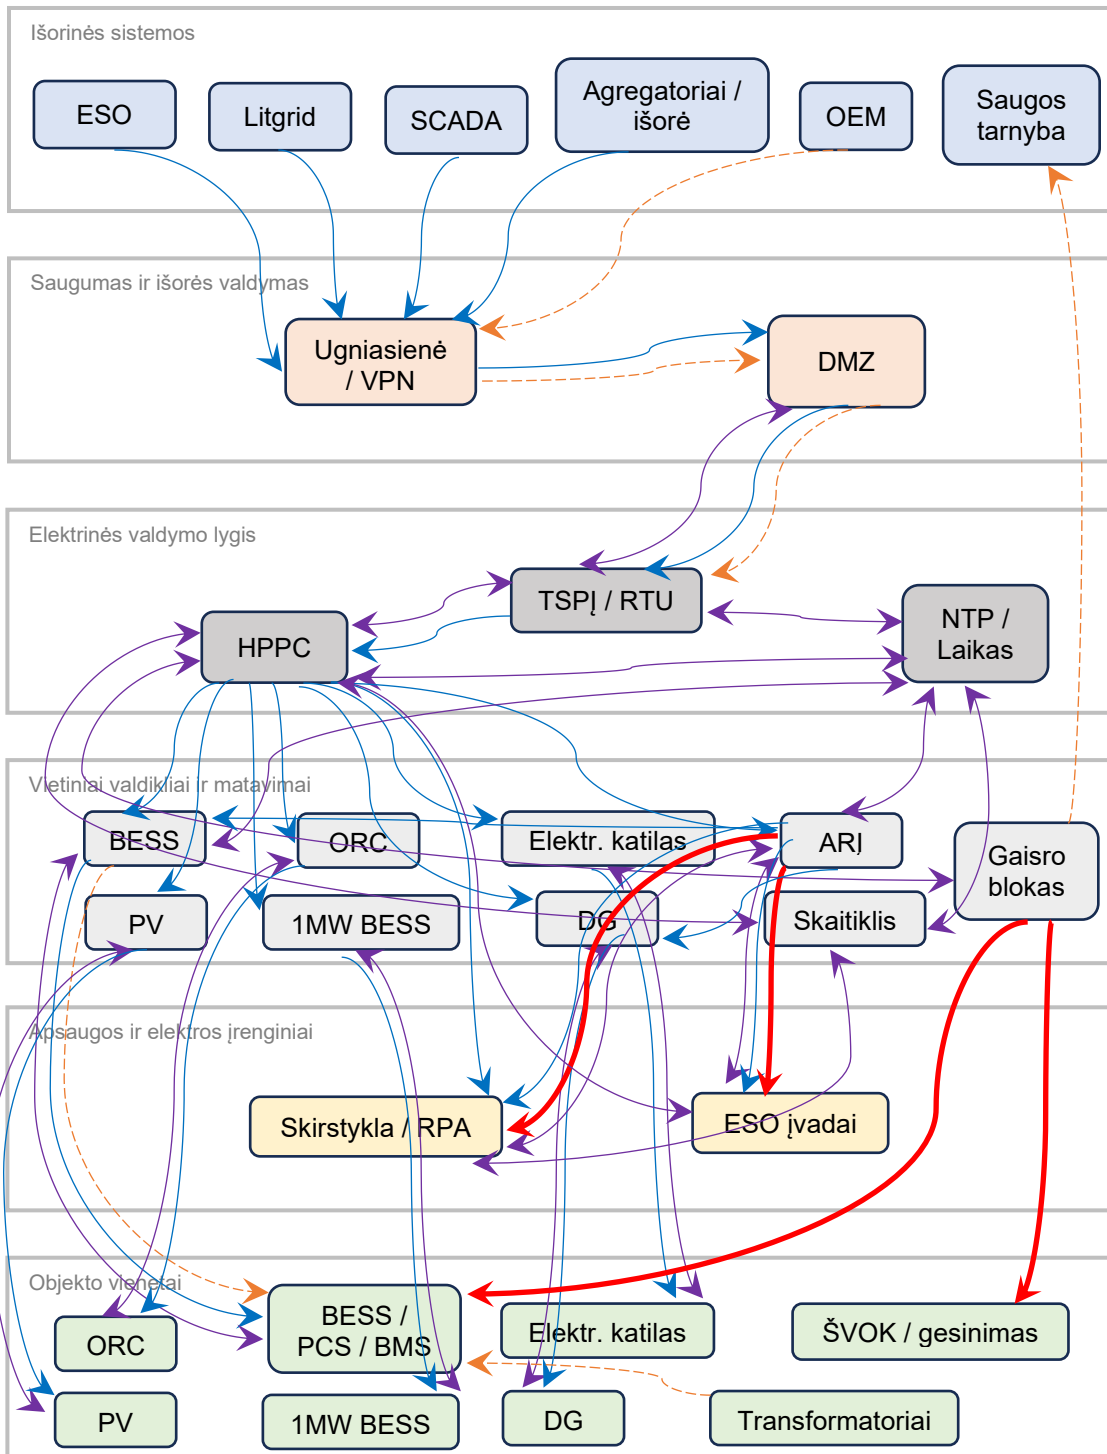 Išorinės sistemos
ESO
Litgrid
SCADA
Agregatoriai /
išorė
OEM
Saugos
tarnyba
Saugumas ir išorės valdymas
Ugniasienė
/ VPN
DMZ
Elektrinės valdymo lygis
TSPĮ / RTU
HPPC
NTP /
Laikas
Vietiniai valdikliai ir matavimai
BESS
ORC
Elektr. katilas
ARĮ
Gaisro
blokas
PV
1MW BESS
DG
Skaitiklis
Apsaugos ir elektros įrenginiai
Skirstykla / RPA
ESO įvadai
Objekto vienetai
ORC
BESS /
PCS / BMS
Elektr. katilas
ŠVOK / gesinimas
PV
1MW BESS
DG
Transformatoriai